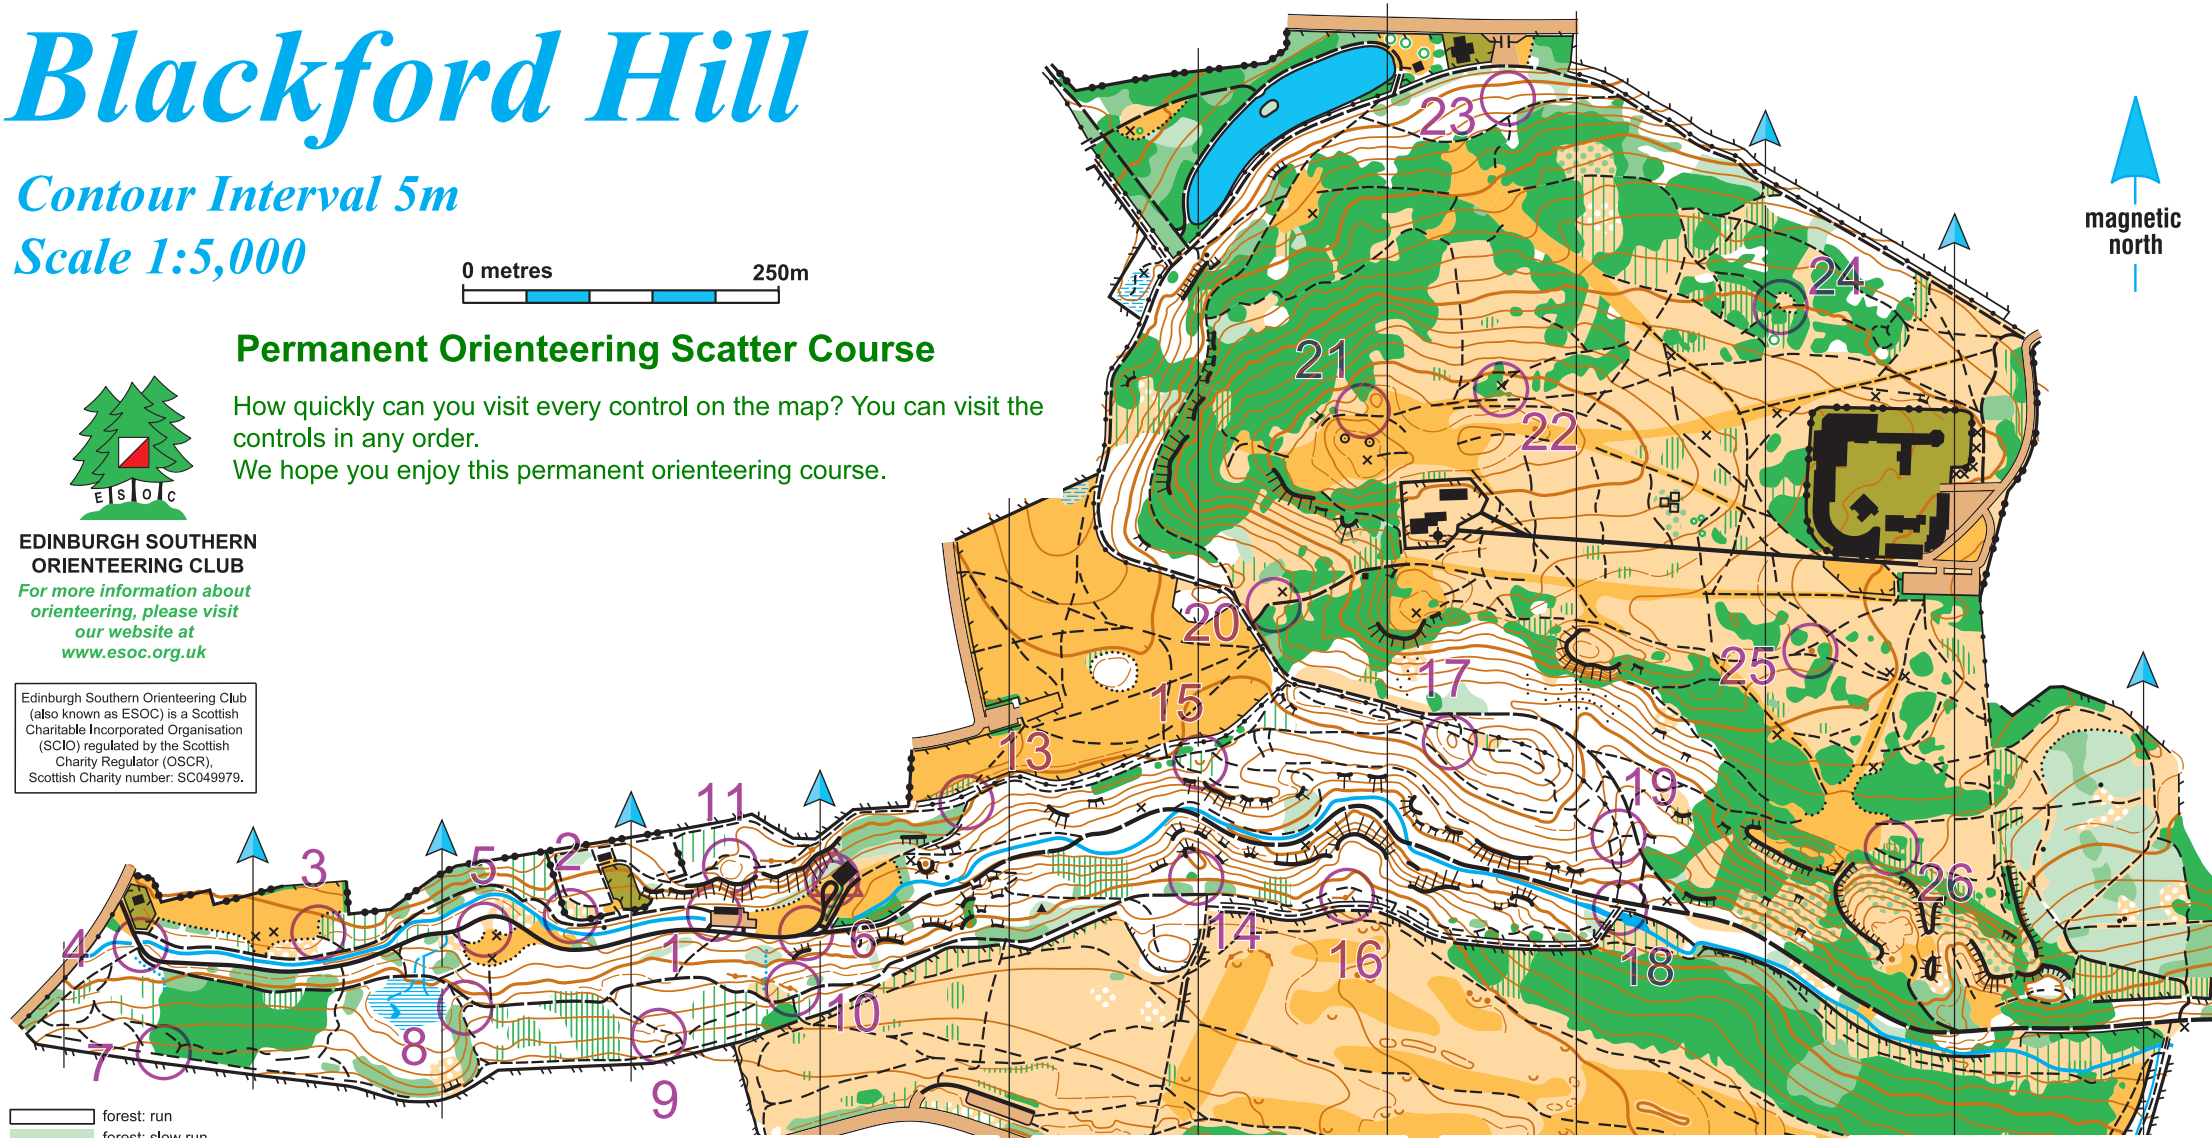 Blackford Hill
Contour Interval 5m
Scale 1:5,000
0 metres 250m
magnetic
north
Permanent Orienteering Scatter Course
How quickly can you visit every control on the map? You can visit the
controls in any order.
We hope you enjoy this permanent orienteering course.
E S O C
EDINBURGH SOUTHERN
ORIENTEERING CLUB
For more information about
orienteering, please visit
our website at
www.esoc.org.uk
Edinburgh Southern Orienteering Club
(also known as ESOC) is a Scottish
Charitable Incorporated Organisation
(SCIO) regulated by the Scottish
Charity Regulator (OSCR),
Scottish Charity number: SC049979.
23
24
21
22
20
17
25
15
13
19
11
2
3
5
26
4
1
6
14
16
18
10
8
7
9
forest: run
forest: slow run